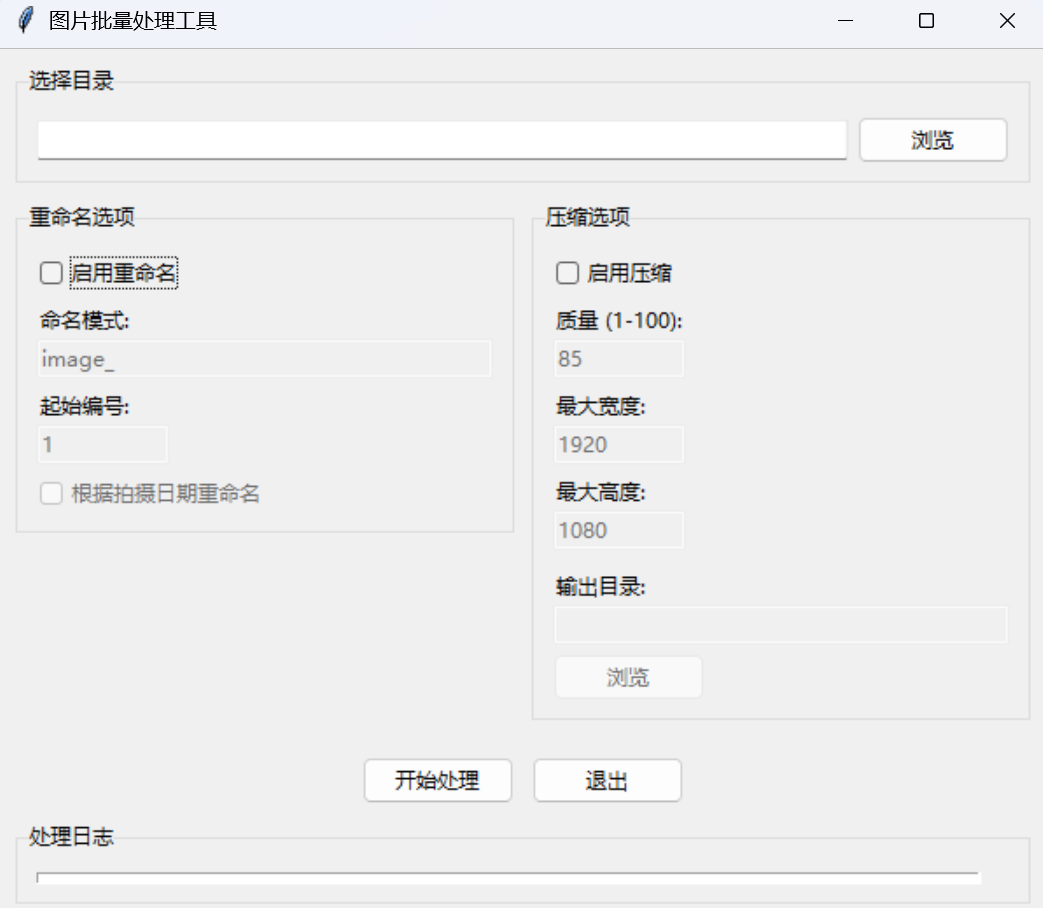 图片批量处理工具
选择目录
浏览
重命名选项
启用重命名
命名模式:
image_
起始编号:
1
根据拍摄日期重命名
压缩选项
启用压缩
质量 (1-100):
85
最大宽度:
1920
最大高度:
1080
输出目录:
浏览
开始处理 退出
处理日志